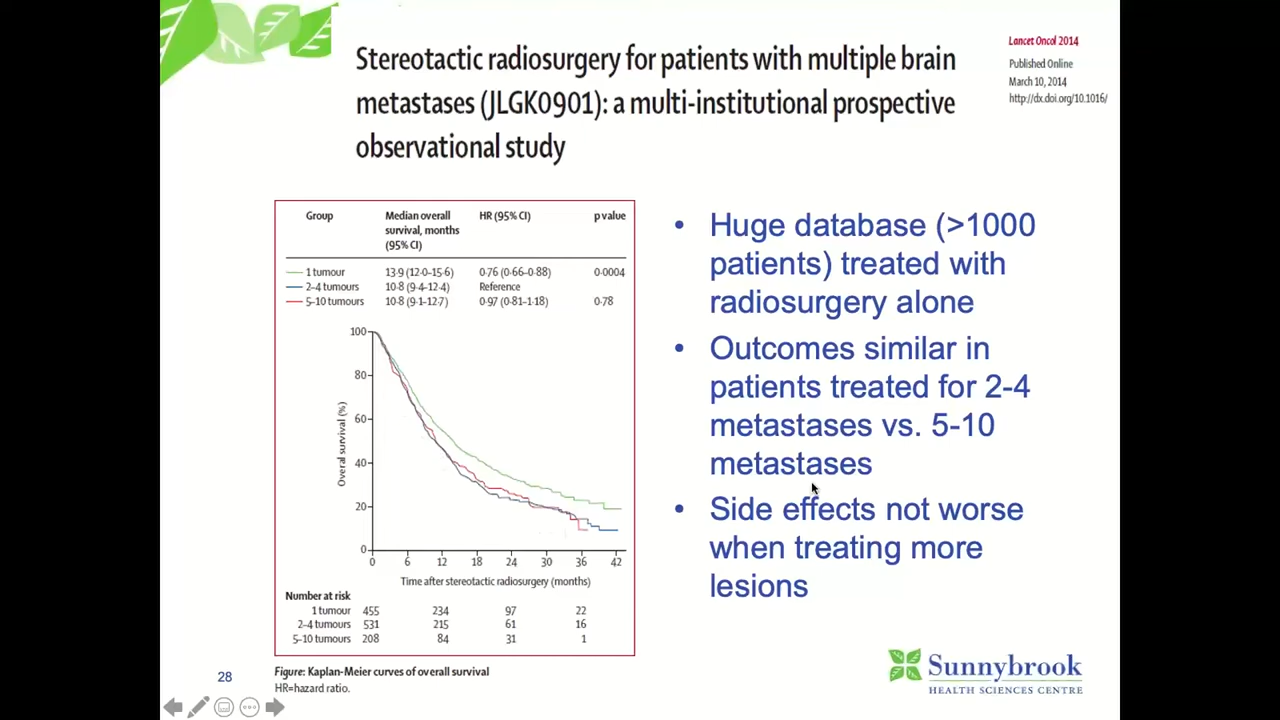 Stereotactic radiosurgery for patients with multiple brain
metastases (JLGK0901): a multi-institutional prospective
observational study
Lancet Oncol 2014
Published Online
March 10, 2014
http://dx.doi.org/10.1016/
Group Median overall HR (95% CI) p value
survival, months
(95% CI)
1 tumour 13·9 (12·0–15·6) 0·76 (0·66–0·88) 0·0004
2–4 tumours 10·8 (9·4–12·4) Reference
5–10 tumours 10·8 (9·1–12·7) 0·97 (0·81–1·18) 0·78
100
80
60
40
20
0
Overal survival (%)
0 6 12 18 24 30 36 42
Time after stereotactic radiosurgery (months)
Number at risk
1 tumour 455 234 97 22
2–4 tumours 531 215 61 16
5–10 tumours 208 84 31 1
Figure: Kaplan-Meier curves of overall survival
HR=hazard ratio.
• Huge database (>1000
patients) treated with
radiosurgery alone
• Outcomes similar in
patients treated for 2-4
metastases vs. 5-10
metastases
• Side effects not worse
when treating more
lesions
28
Sunnybrook
HEALTH SCIENCES CENTRE